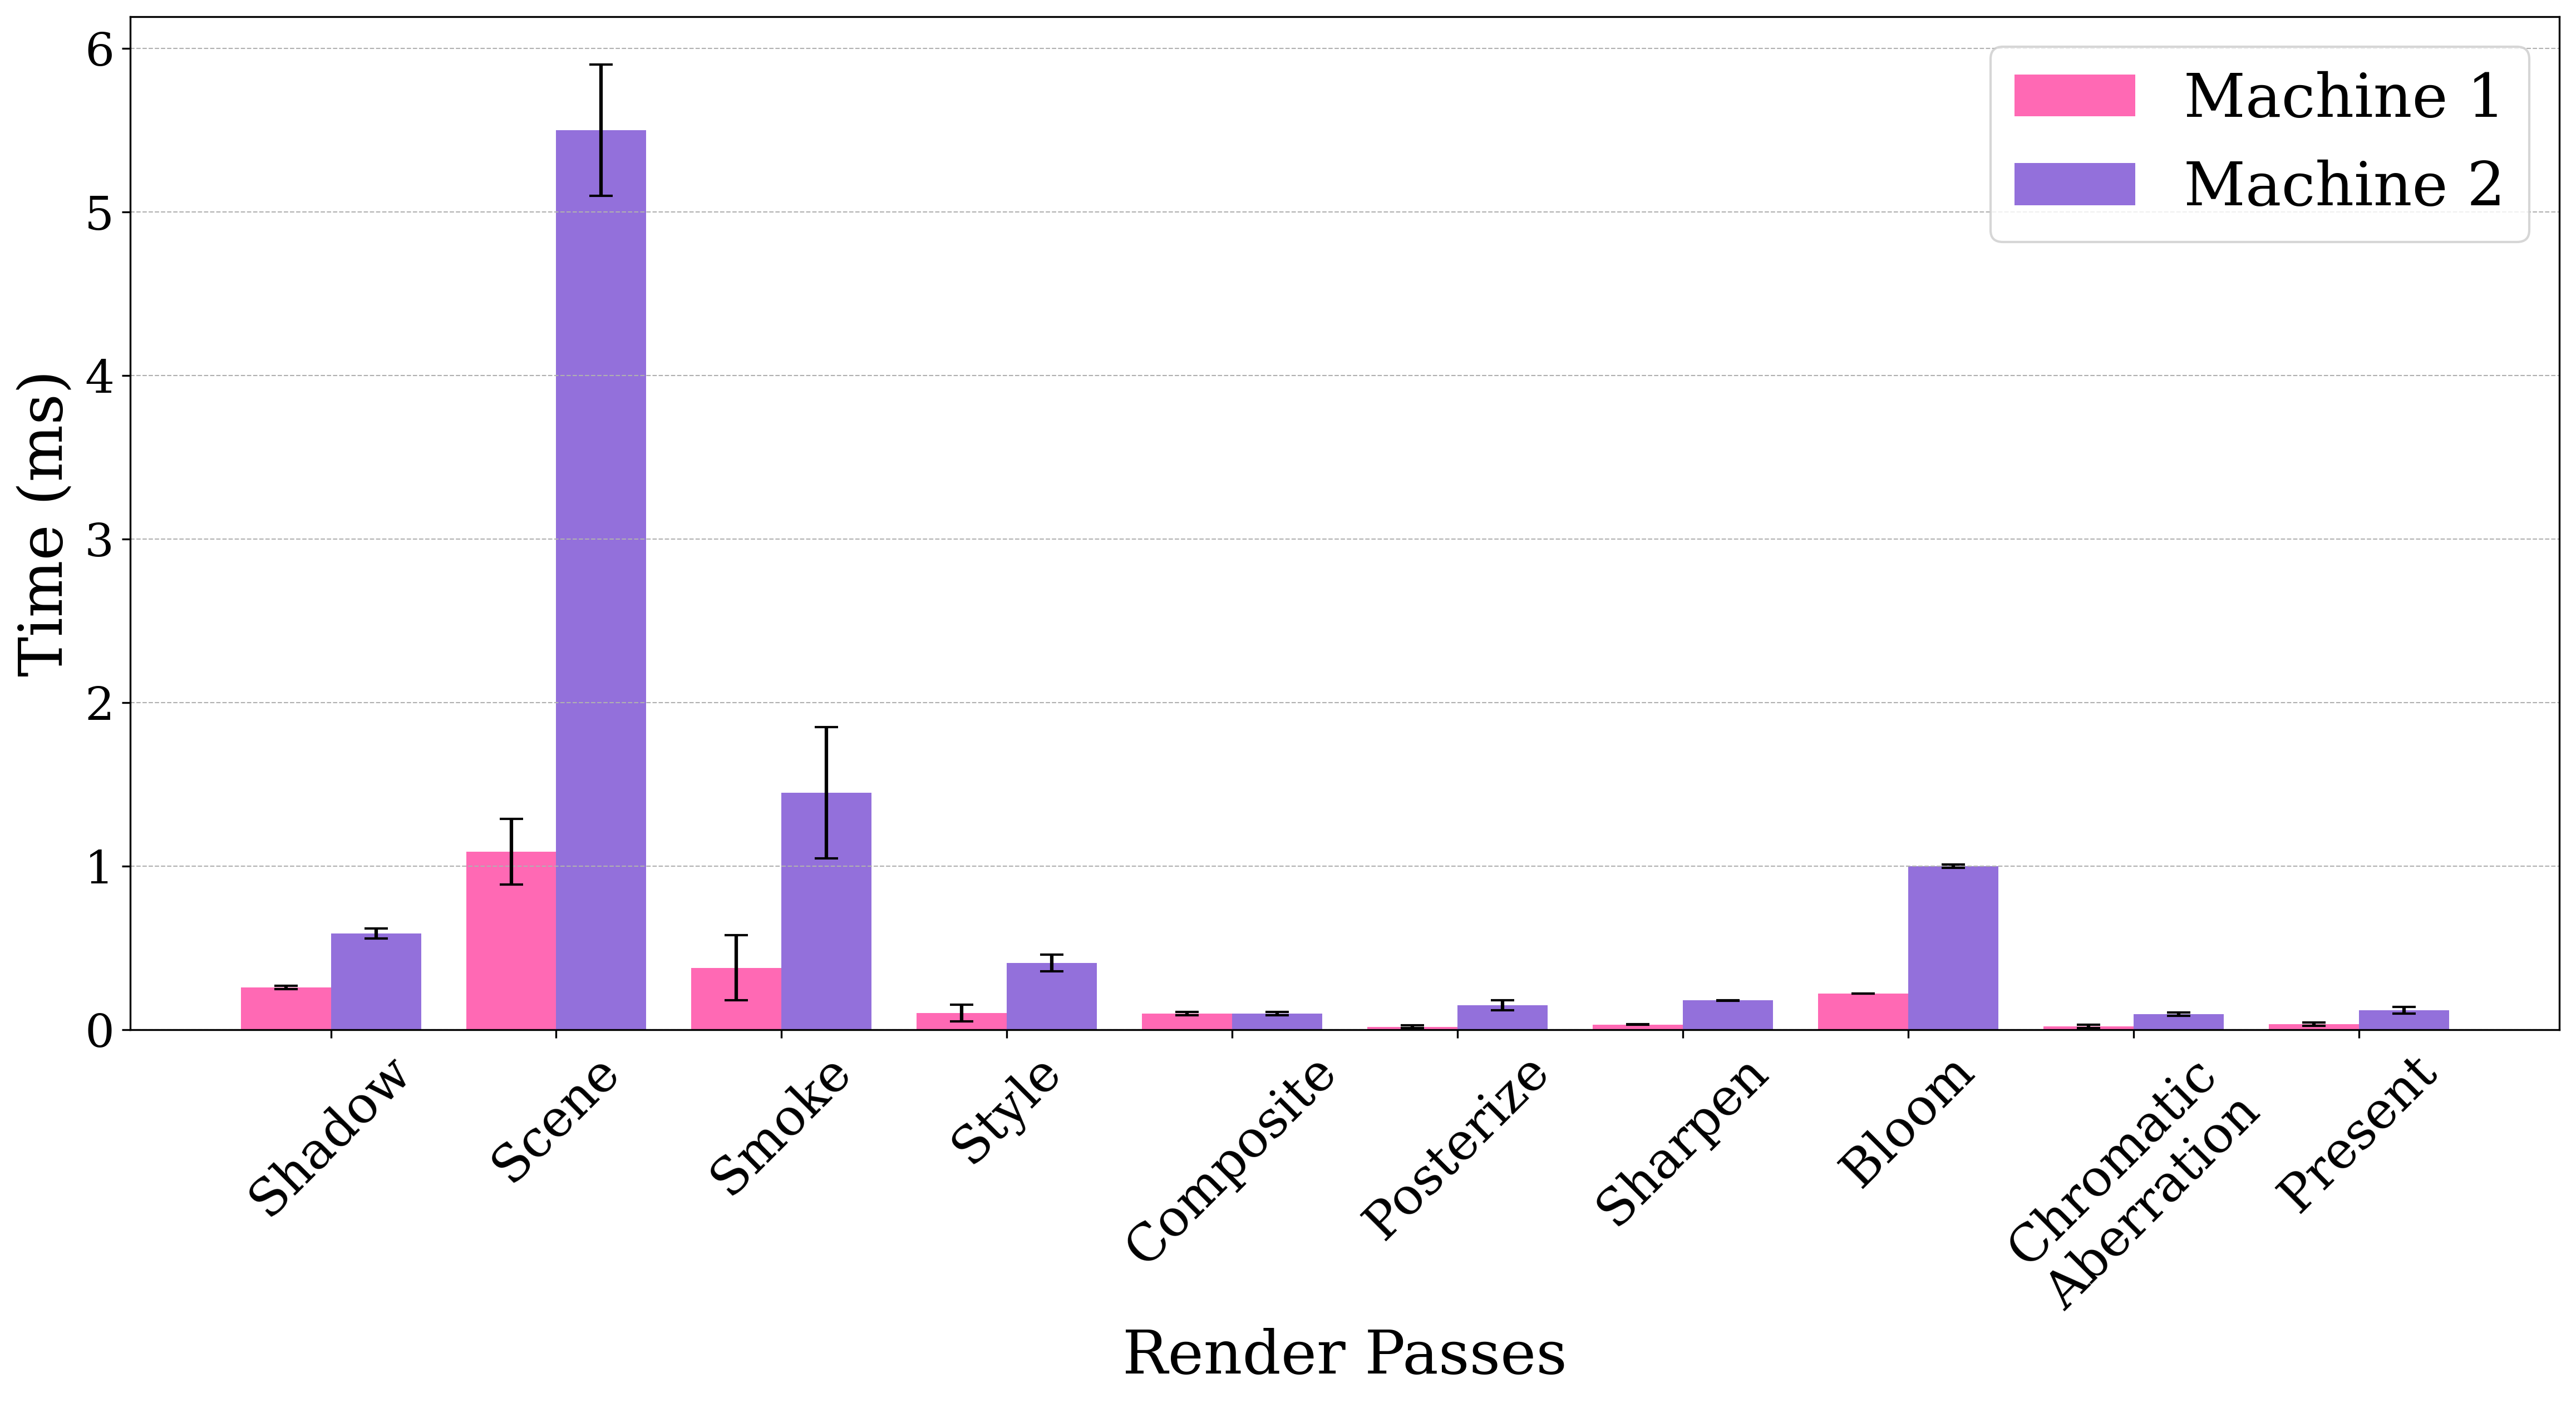 6
5
4
3
2
1
0
Time (ms)
Machine 1
Machine 2
Shadow
Scene
Smoke
Style
Composite
Posterize
Sharpen
Bloom
Chromatic
Aberration
Present
Render Passes